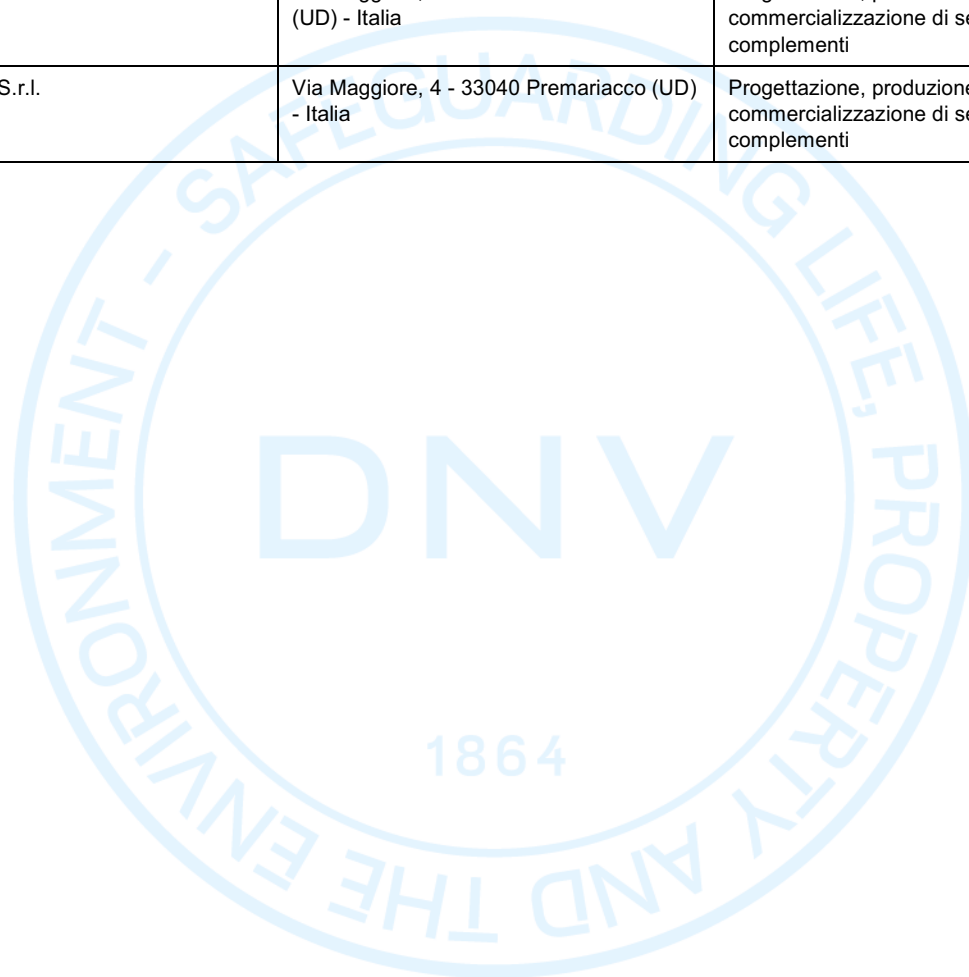 (UD) - Italia
commercializzazione di se
complementi
S.r.l.
Via Maggiore, 4 - 33040 Premariacco (UD)
- Italia
Progettazione, produzione
commercializzazione di se
complementi
SAFEGUARDING LIFE, PROPERTY AND THE ENVIRONMENT -
DNV
1864